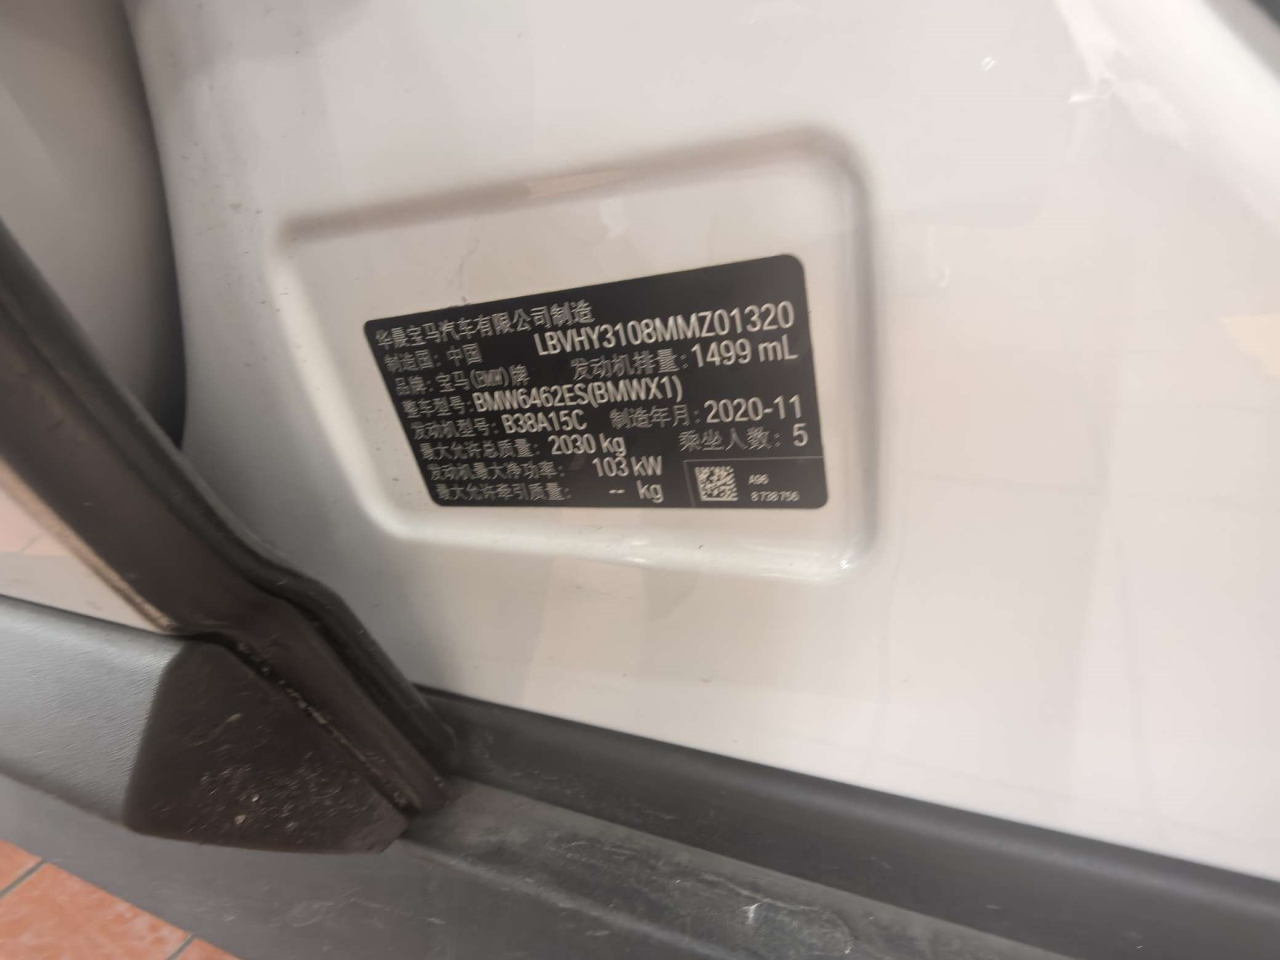 华晨宝马汽车有限公司制造
制造国：中国 LBVHY3108MMZ01320
品牌：宝马(BMW)牌 发动机排量：1499 mL
整车型号：BMW6462ES(BMWX1)
发动机型号：B38A15C 制造年月：2020-11
最大允许总质量：2030 kg 乘坐人数：5
发动机最大净功率：103 kW
最大允许牵引质量：-- kg
A96
8 738 756